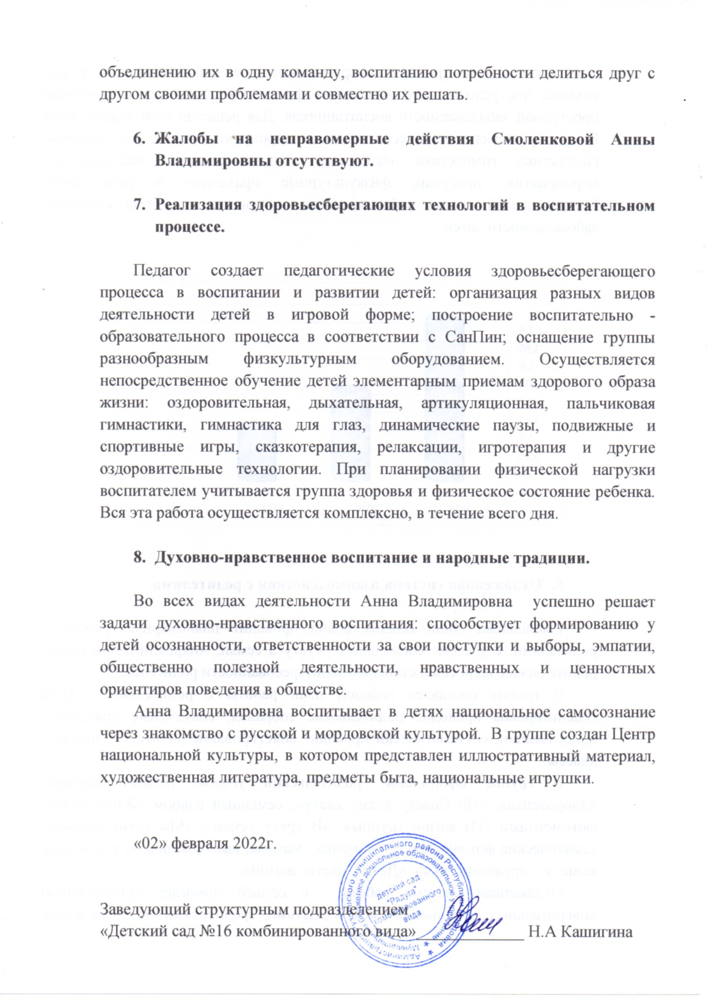 объединению их в одну команду, воспитанию потребности делиться друг с
другом своими проблемами и совместно их решать.
6. Жалобы на неправомерные действия Смоленковой Анны
Владимировны отсутствуют.
7. Реализация здоровьесберегающих технологий в воспитательном
процессе.
Педагог создает педагогические условия здоровьесберегающего
процесса в воспитании и развитии детей: организация разных видов
деятельности детей в игровой форме; построение воспитательно -
образовательного процесса в соответствии с СанПин; оснащение группы
разнообразным физкультурным оборудованием. Осуществляется
непосредственное обучение детей элементарным приемам здорового образа
жизни: оздоровительная, дыхательная, артикуляционная, пальчиковая
гимнастики, гимнастика для глаз, динамические паузы, подвижные и
спортивные игры, сказкотерапия, релаксации, игротерапия и другие
оздоровительные технологии. При планировании физической нагрузки
воспитателем учитывается группа здоровья и физическое состояние ребенка.
Вся эта работа осуществляется комплексно, в течение всего дня.
8. Духовно-нравственное воспитание и народные традиции.
Во всех видах деятельности Анна Владимировна успешно решает
задачи духовно-нравственного воспитания: способствует формированию у
детей осознанности, ответственности за свои поступки и выборы, эмпатии,
общественно полезной деятельности, нравственных и ценностных
ориентиров поведения в обществе.
Анна Владимировна воспитывает в детях национальное самосознание
через знакомство с русской и мордовской культурой. В группе создан Центр
национальной культуры, в котором представлен иллюстративный материал,
художественная литература, предметы быта, национальные игрушки.
«02» февраля 2022г.
муниципального района Республики Мордовия
дошкольное образовательное учреждение
детский сад
"Радуга"
комбинированного
вида
Заведующий структурным подразделением
«Детский сад №16 комбинированного вида»_____________ Н.А Кашигина